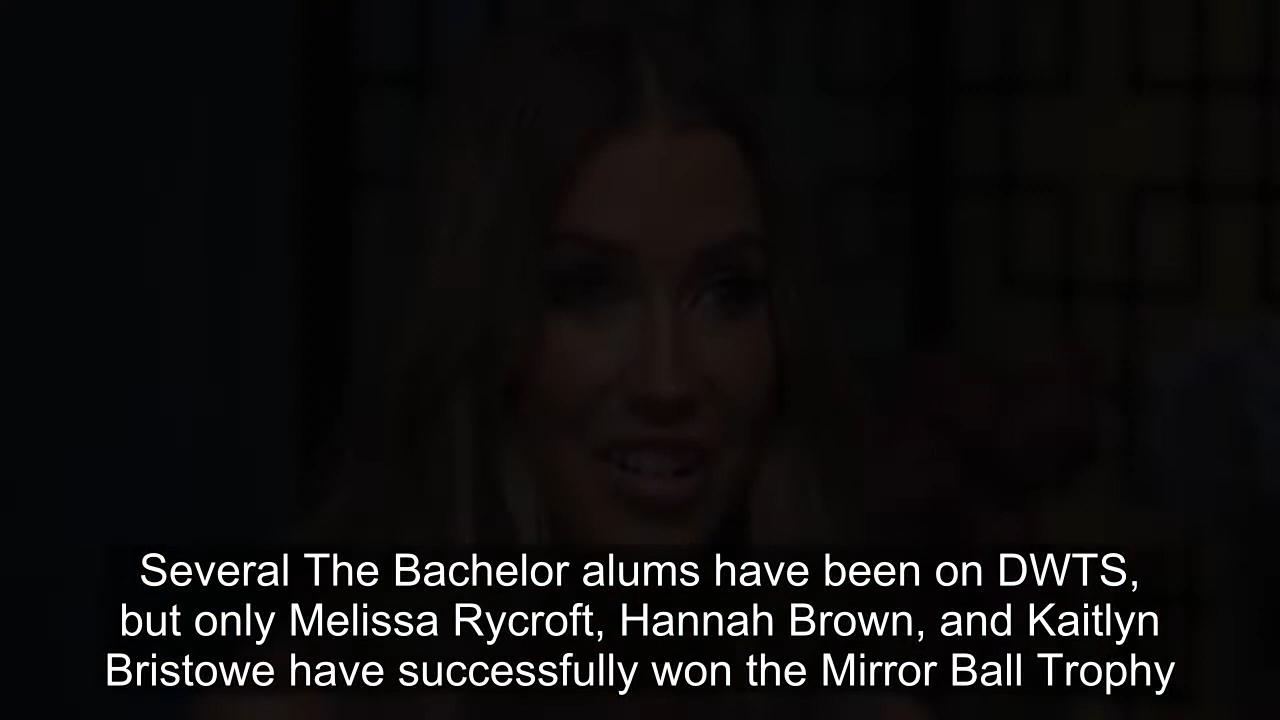 Several The Bachelor alums have been on DWTS,
but only Melissa Rycroft, Hannah Brown, and Kaitlyn
Bristowe have successfully won the Mirror Ball Trophy